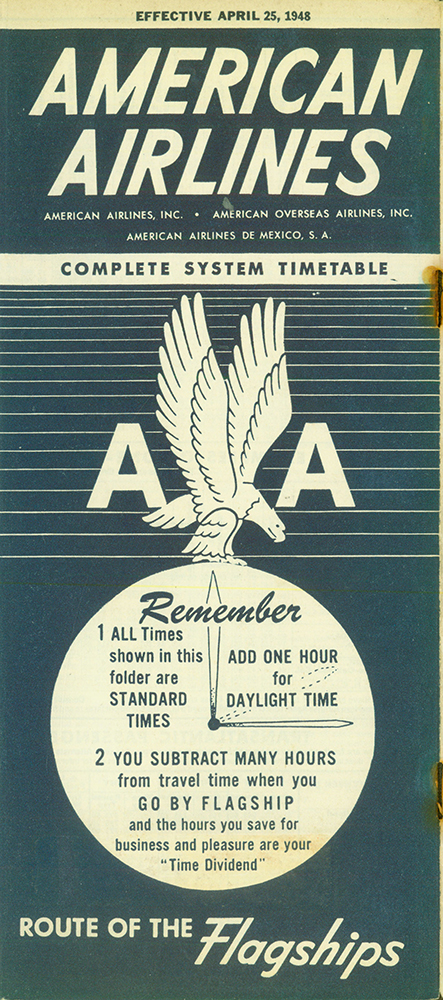 EFFECTIVE APRIL 25, 1948
AMERICAN
AIRLINES
AMERICAN AIRLINES, INC. • AMERICAN OVERSEAS AIRLINES, INC.
AMERICAN AIRLINES DE MEXICO, S. A.
COMPLETE SYSTEM TIMETABLE
A A
Remember
1 ALL Times
shown in this
folder are
STANDARD
TIMES
ADD ONE HOUR
for
DAYLIGHT TIME
2 YOU SUBTRACT MANY HOURS
from travel time when you
GO BY FLAGSHIP
and the hours you save for
business and pleasure are your
"Time Dividend"
ROUTE OF THE Flagships